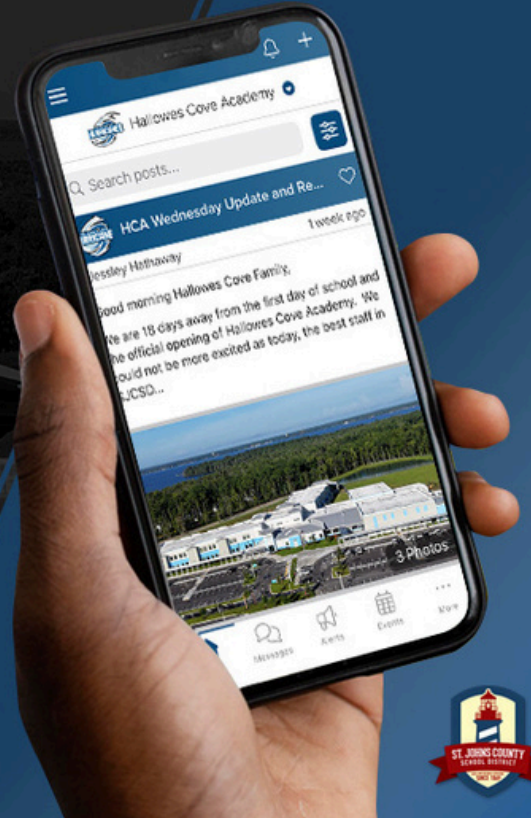 Hallowes Cove Academy
Search posts...
HCA Wednesday Update and Re...
Jessley Hathaway
1 week ago
Good morning Hallowes Cove Family,
We are 18 days away from the first day of school and
the official opening of Hallowes Cove Academy. We
could not be more excited as today, the best staff in
SJCSD...
3 Photos
Messages
Alerts
Events
More
ST. JOHNS COUNTY
SCHOOL DISTRICT